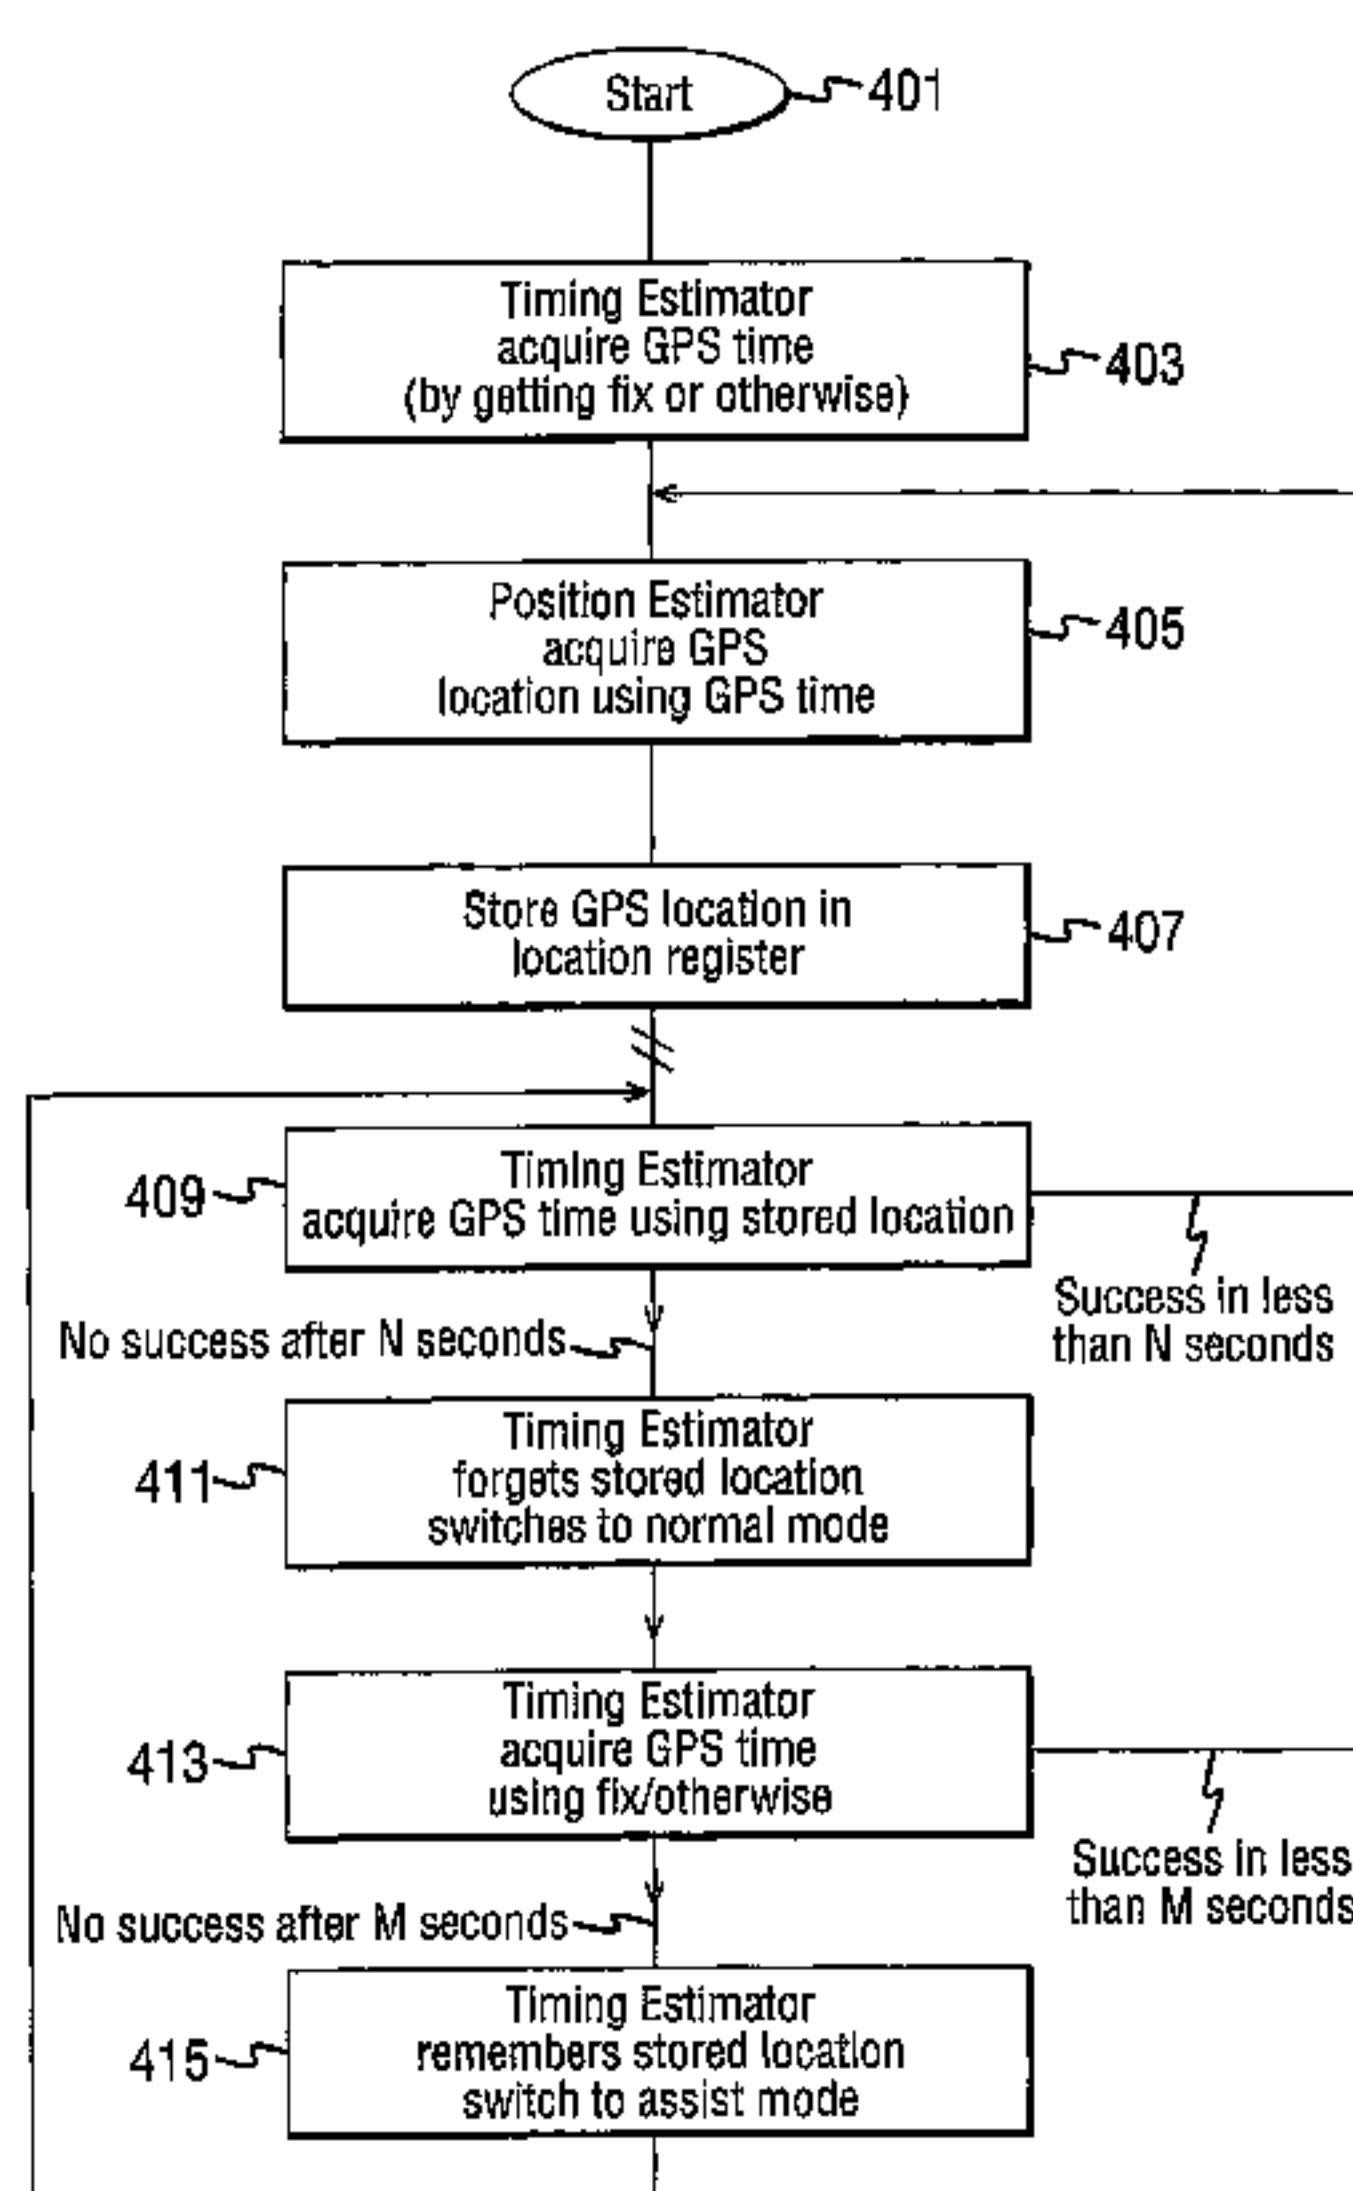 Start
401
Timing Estimator
acquire GPS time
(by getting fix or otherwise)
403
Position Estimator
acquire GPS
location using GPS time
405
Store GPS location in
location register
407
Timing Estimator
acquire GPS time using stored location
409
Success in less
than N seconds
No success after N seconds
Timing Estimator
forgets stored location
switches to normal mode
411
Timing Estimator
acquire GPS time
using fix/otherwise
413
Success in less
than M seconds
No success after M seconds
Timing Estimator
remembers stored location
switch to assist mode
415